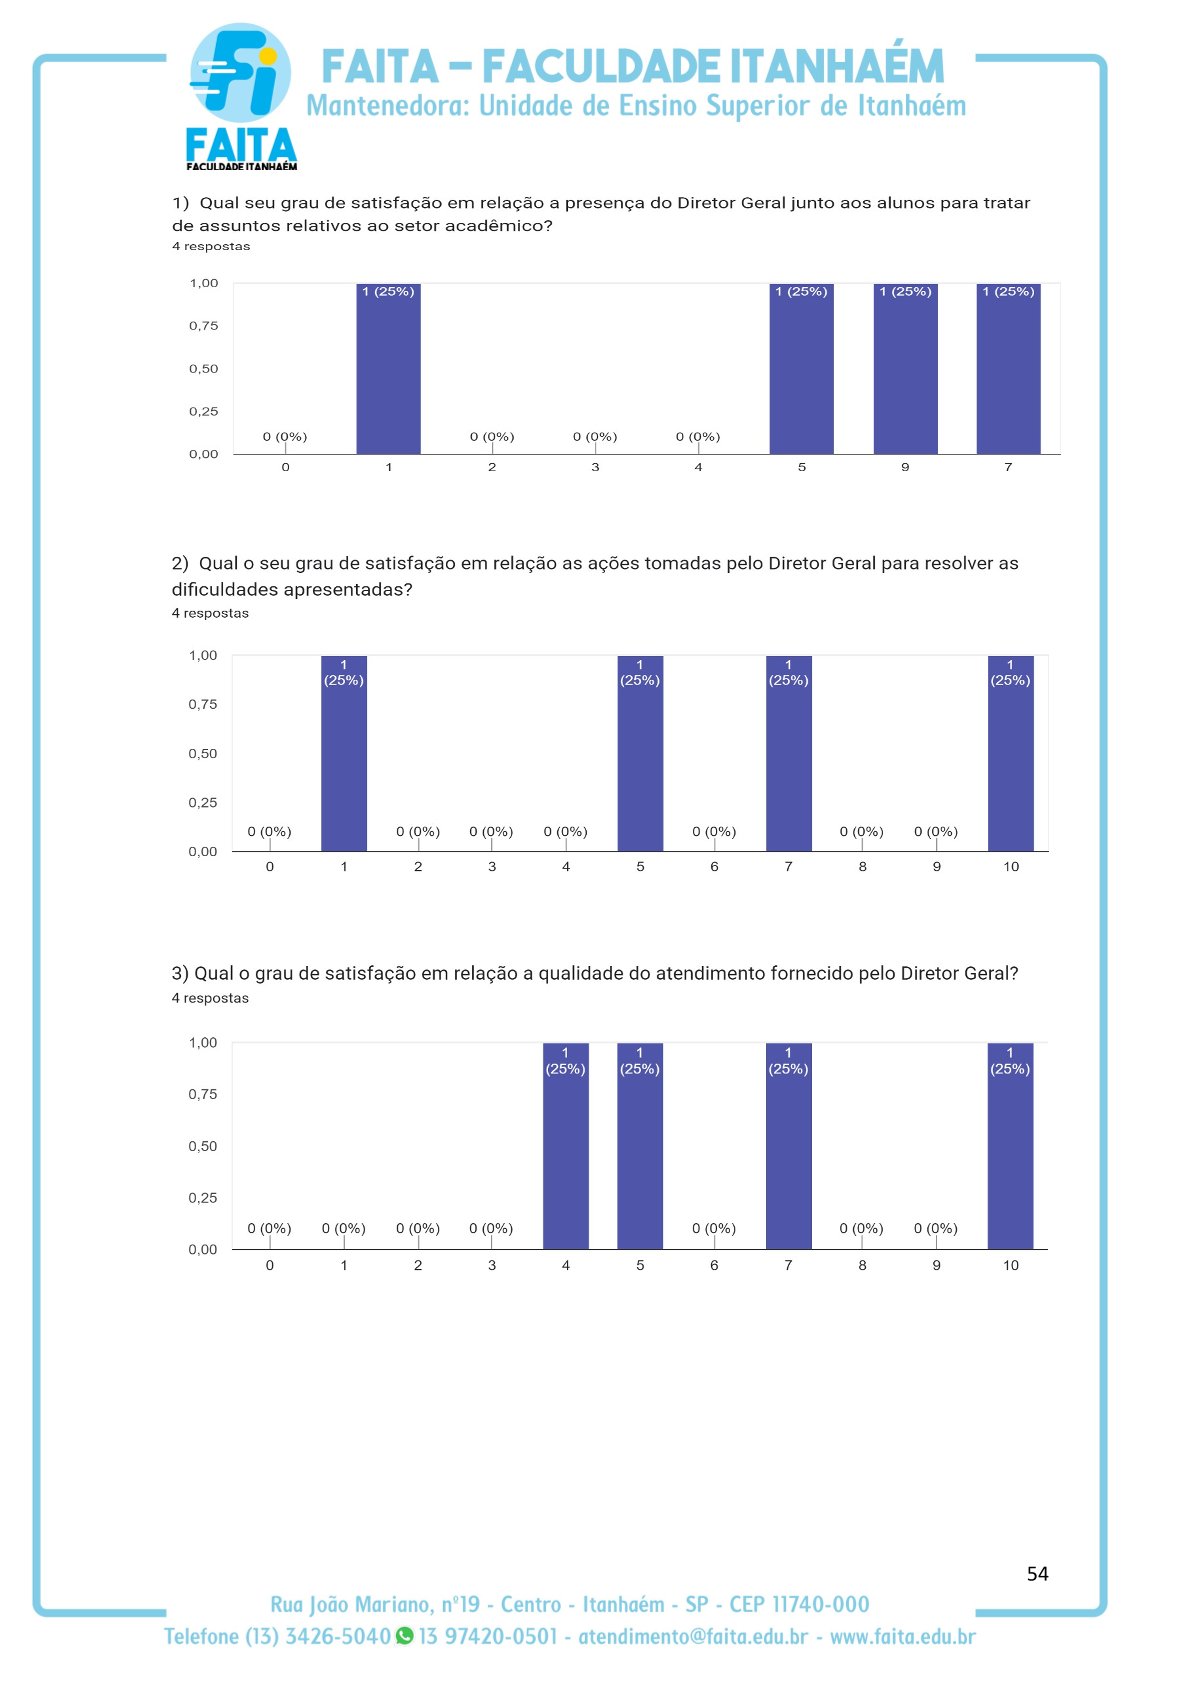 Fi
FAITA
FACULDADE ITANHAÉM
FAITA – FACULDADE ITANHAÉM
Mantenedora: Unidade de Ensino Superior de Itanhaém
1) Qual seu grau de satisfação em relação a presença do Diretor Geral junto aos alunos para tratar
de assuntos relativos ao setor acadêmico?
4 respostas
1,00
0,75
0,50
0,25
0,00
0 (0%) 1 (25%) 0 (0%) 0 (0%) 0 (0%) 1 (25%) 1 (25%) 1 (25%)
0 1 2 3 4 5 9 7
2) Qual o seu grau de satisfação em relação as ações tomadas pelo Diretor Geral para resolver as
dificuldades apresentadas?
4 respostas
1,00
0,75
0,50
0,25
0,00
0 (0%) 1 (25%) 0 (0%) 0 (0%) 0 (0%) 1 (25%) 0 (0%) 1 (25%) 0 (0%) 0 (0%) 1 (25%)
0 1 2 3 4 5 6 7 8 9 10
3) Qual o grau de satisfação em relação a qualidade do atendimento fornecido pelo Diretor Geral?
4 respostas
1,00
0,75
0,50
0,25
0,00
0 (0%) 0 (0%) 0 (0%) 0 (0%) 1 (25%) 1 (25%) 0 (0%) 1 (25%) 0 (0%) 0 (0%) 1 (25%)
0 1 2 3 4 5 6 7 8 9 10
54
Rua João Mariano, nº19 - Centro - Itanhaém - SP - CEP 11740-000
Telefone (13) 3426-5040 13 97420-0501 - atendimento@faita.edu.br - www.faita.edu.br